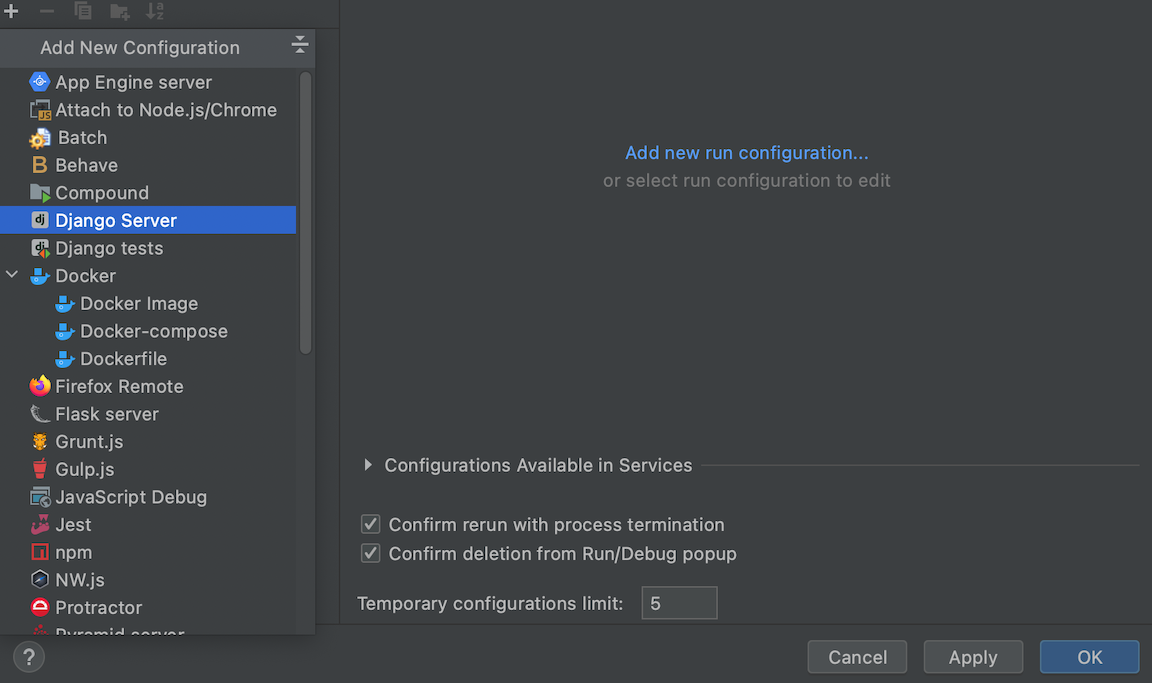 Add New Configuration
App Engine server
Attach to Node.js/Chrome
Batch
Behave
Compound
Django Server
Django tests
Docker
Docker Image
Docker-compose
Dockerfile
Firefox Remote
Flask server
Grunt.js
Gulp.js
JavaScript Debug
Jest
npm
NW.js
Protractor
Pyramid server
Add new run configuration...
or select run configuration to edit
Configurations Available in Services
Confirm rerun with process termination
Confirm deletion from Run/Debug popup
Temporary configurations limit: 5
? Cancel Apply OK